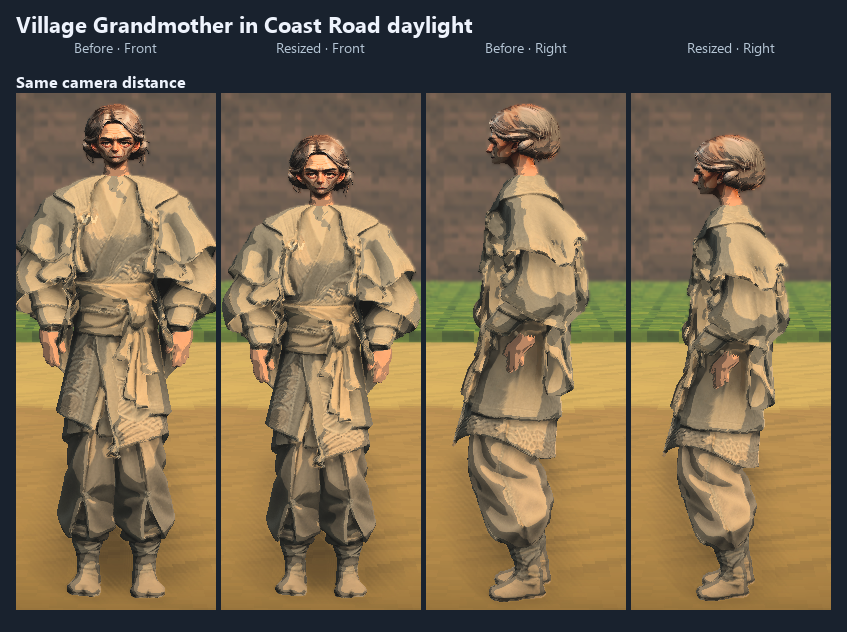 Village Grandmother in Coast Road daylight
Before · Front
Resized · Front
Before · Right
Resized · Right
Same camera distance